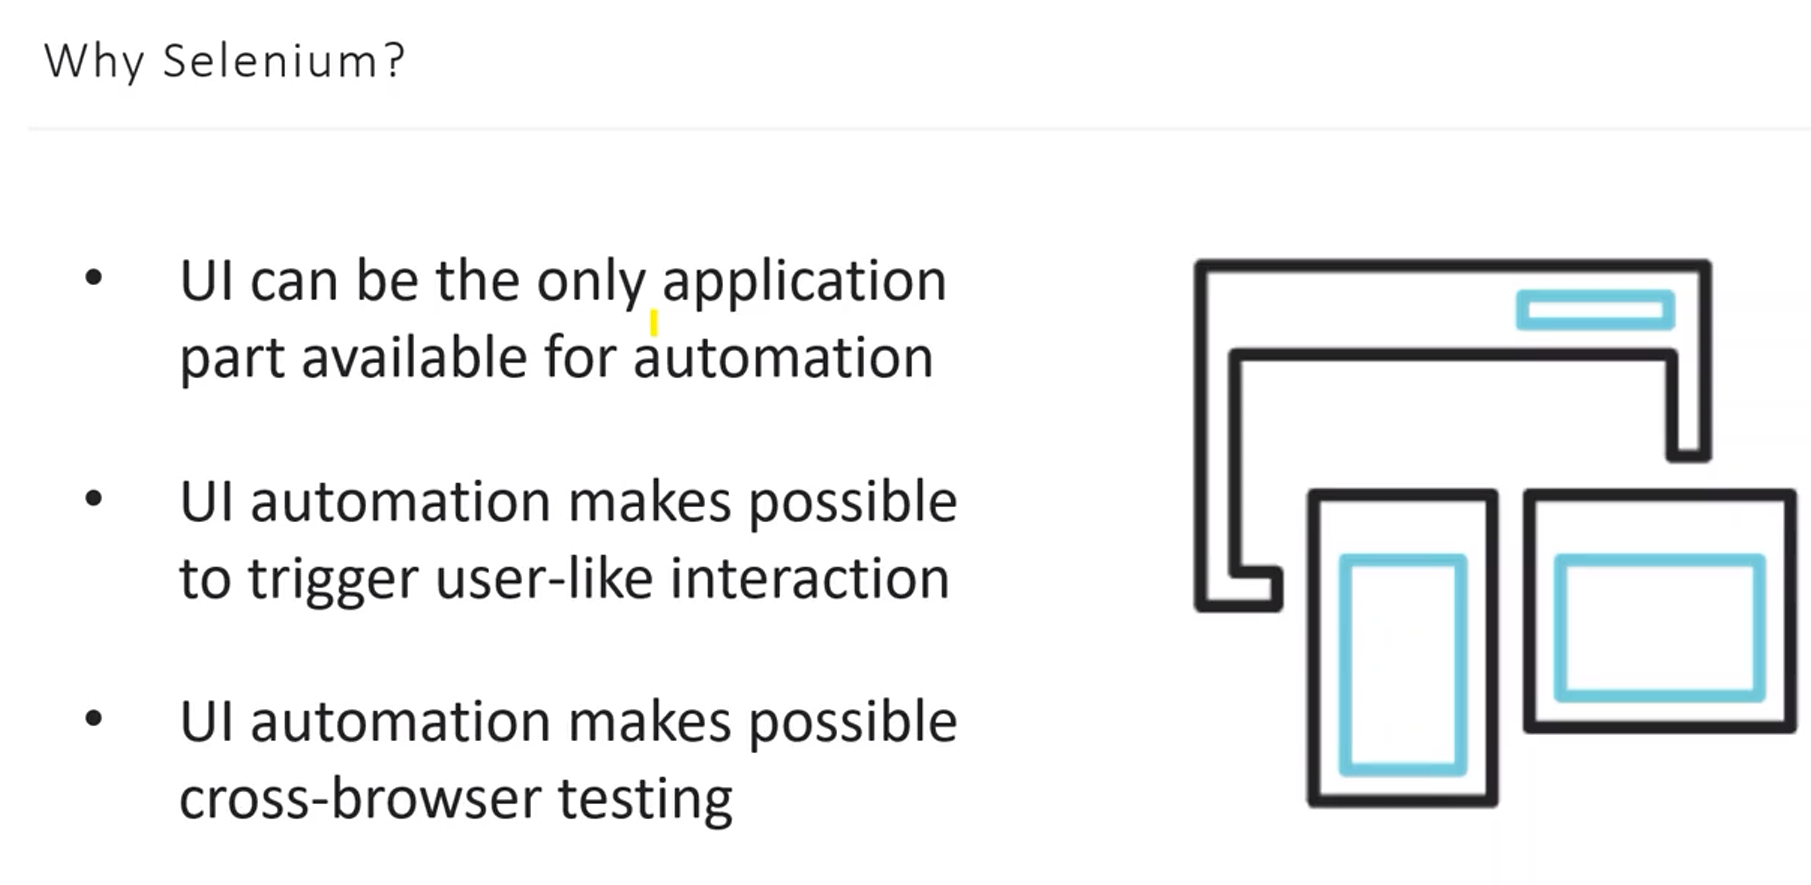 Why Selenium?
• UI can be the only application
part available for automation
• UI automation makes possible
to trigger user-like interaction
• UI automation makes possible
cross-browser testing